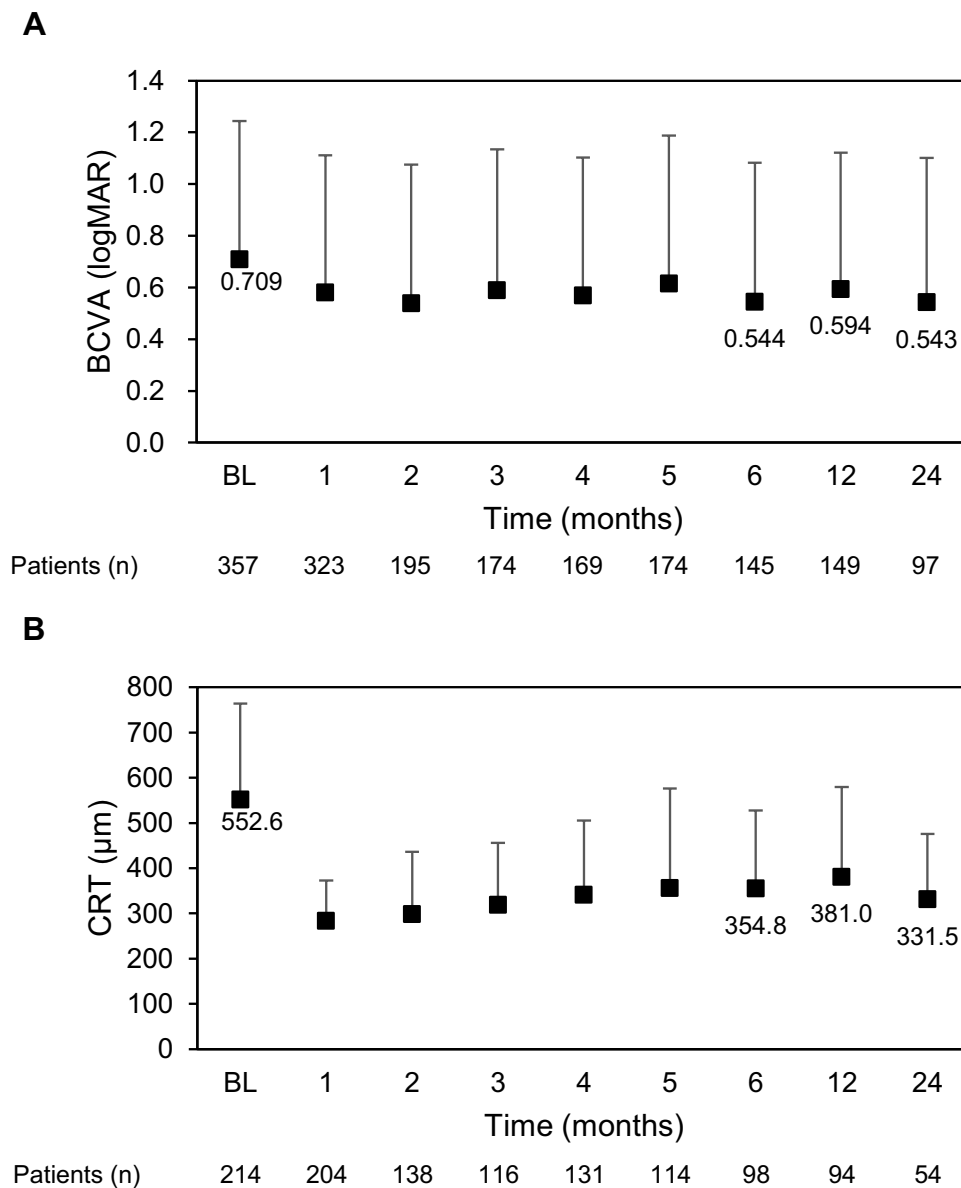 A
1.4
1.2
1.0
0.8
0.6
0.4
0.2
0.0
BCVA (logMAR)
0.709
0.544
0.594
0.543
BL 1 2 3 4 5 6 12 24
Time (months)
Patients (n) 357 323 195 174 169 174 145 149 97
B
800
700
600
500
400
300
200
100
0
CRT (µm)
552.6
354.8
381.0
331.5
BL 1 2 3 4 5 6 12 24
Time (months)
Patients (n) 214 204 138 116 131 114 98 94 54